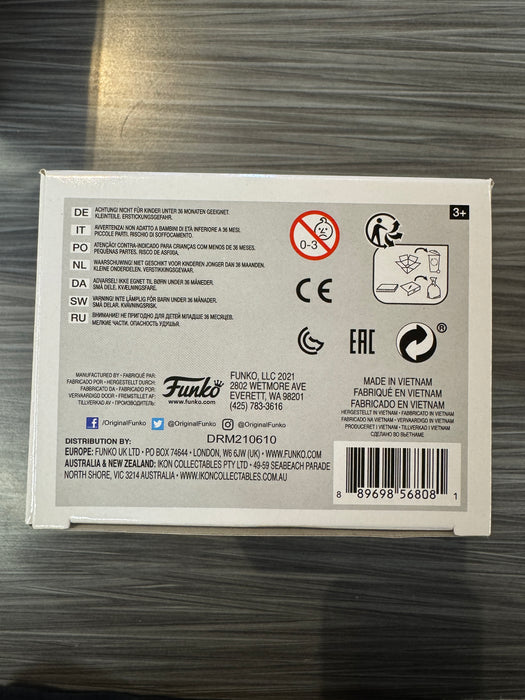 DE ACHTUNG! NICHT FÜR KINDER UNTER 36 MONATEN GEEIGNET.
KLEINTEILE. ERSTICKUNGSGEFAHR.
IT AVVERTENZA! NON ADATTO A BAMBINI DI ETÀ INFERIORE A 36 MESI.
PICCOLE PARTI. RISCHIO DI SOFFOCAMENTO.
PO ATENÇÃO! CONTRA-INDICADO PARA CRIANÇAS COM MENOS DE 36 MESES.
PEQUENAS PARTES. RISCO DE ASFIXIA.
NL WAARSCHUWING! NIET GESCHIKT VOOR KINDEREN JONGER DAN 36 MAANDEN.
KLEINE ONDERDELEN. VERSTIKKINGSGEVAAR.
DA ADVARSEL! IKKE EGNET TIL BØRN UNDER 36 MÅNEDER.
SMÅ DELE. KVÆLNINGSFARE.
SW VARNING! INTE LÄMPLIG FÖR BARN UNDER 36 MÅNADER.
SMÅ DELAR. KVÄVNINGSRISK.
RU ВНИМАНИЕ! НЕ ПРИГОДНО ДЛЯ ДЕТЕЙ МЛАДШЕ 36 МЕСЯЦЕВ.
МЕЛКИЕ ЧАСТИ. ОПАСНОСТЬ УДУШЬЯ.
0-3
3+
CE
EAC
®
MANUFACTURED BY • FABRIQUÉ PAR:
FABRICADO POR • HERGESTELLT DURCH:
FABBRICATO DA • FABRICADO POR:
VERVAARDIGD DOOR • FREMSTILLET AF:
TILLVERKAD AV • ПРОИЗВОДИТЕЛЬ:
Funko
www.funko.com
FUNKO, LLC 2021
2802 WETMORE AVE
EVERETT, WA 98201
(425) 783-3616
MADE IN VIETNAM
FABRIQUÉ EN VIETNAM
FABRICADO EN VIETNAM
HERGESTELLT IN VIETNAM • FABBRICATO IN VIETNAM
FABRICADO NO VIETNAM • VERVAARDIGD IN VIETNAM
PRODUCERET I VIETNAM • TILLVERKAD I VIETNAM
СДЕЛАНО ВО ВЬЕТНАМЕ
/OriginalFunko @OriginalFunko @OriginalFunko
DRM210610
DISTRIBUTION BY:
EUROPE: FUNKO UK LTD • PO BOX 74644 • LONDON, W6 6JW (UK) • WWW.FUNKO.COM
AUSTRALIA & NEW ZEALAND: IKON COLLECTABLES PTY LTD • 49-59 SEABEACH PARADE
NORTH SHORE, VIC 3214 AUSTRALIA • WWW.IKONCOLLECTABLES.COM.AU
8 89698 56808 1